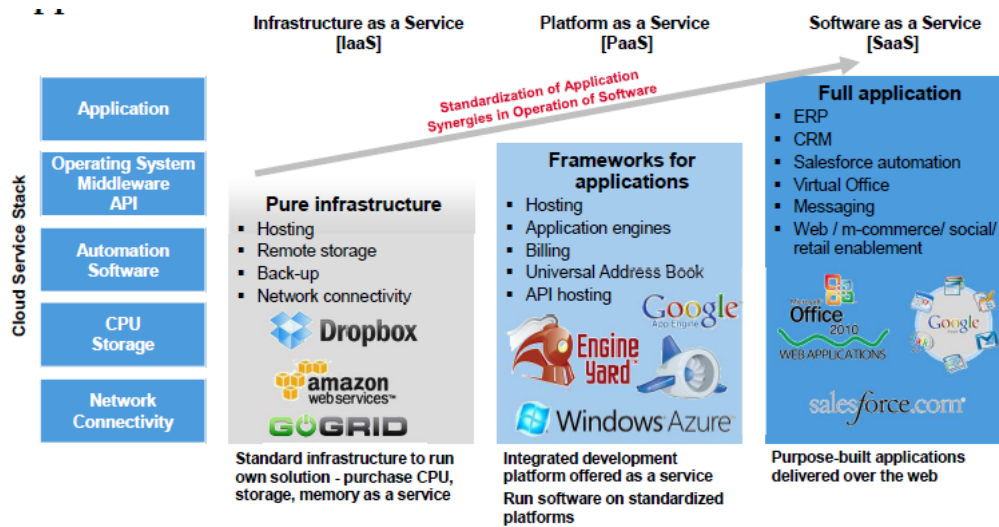 Infrastructure as a Service
[IaaS]
Platform as a Service
[PaaS]
Software as a Service
[SaaS]
Standardization of Application
Synergies in Operation of Software
Cloud Service Stack
Application
Operating System
Middleware
API
Automation
Software
CPU
Storage
Network
Connectivity
Pure infrastructure
▪ Hosting
▪ Remote storage
▪ Back-up
▪ Network connectivity
Dropbox
amazon
webservices™
GOGRID
Standard infrastructure to run
own solution - purchase CPU,
storage, memory as a service
Frameworks for
applications
▪ Hosting
▪ Application engines
▪ Billing
▪ Universal Address Book
▪ API hosting
Google
App Engine
Engine
Yard
Windows Azure™
Integrated development
platform offered as a service
Run software on standardized
platforms
Full application
▪ ERP
▪ CRM
▪ Salesforce automation
▪ Virtual Office
▪ Messaging
▪ Web / m-commerce/ social/
retail enablement
Microsoft
Office
2010
WEB APPLICATIONS
Google
salesforce.com
Purpose-built applications
delivered over the web